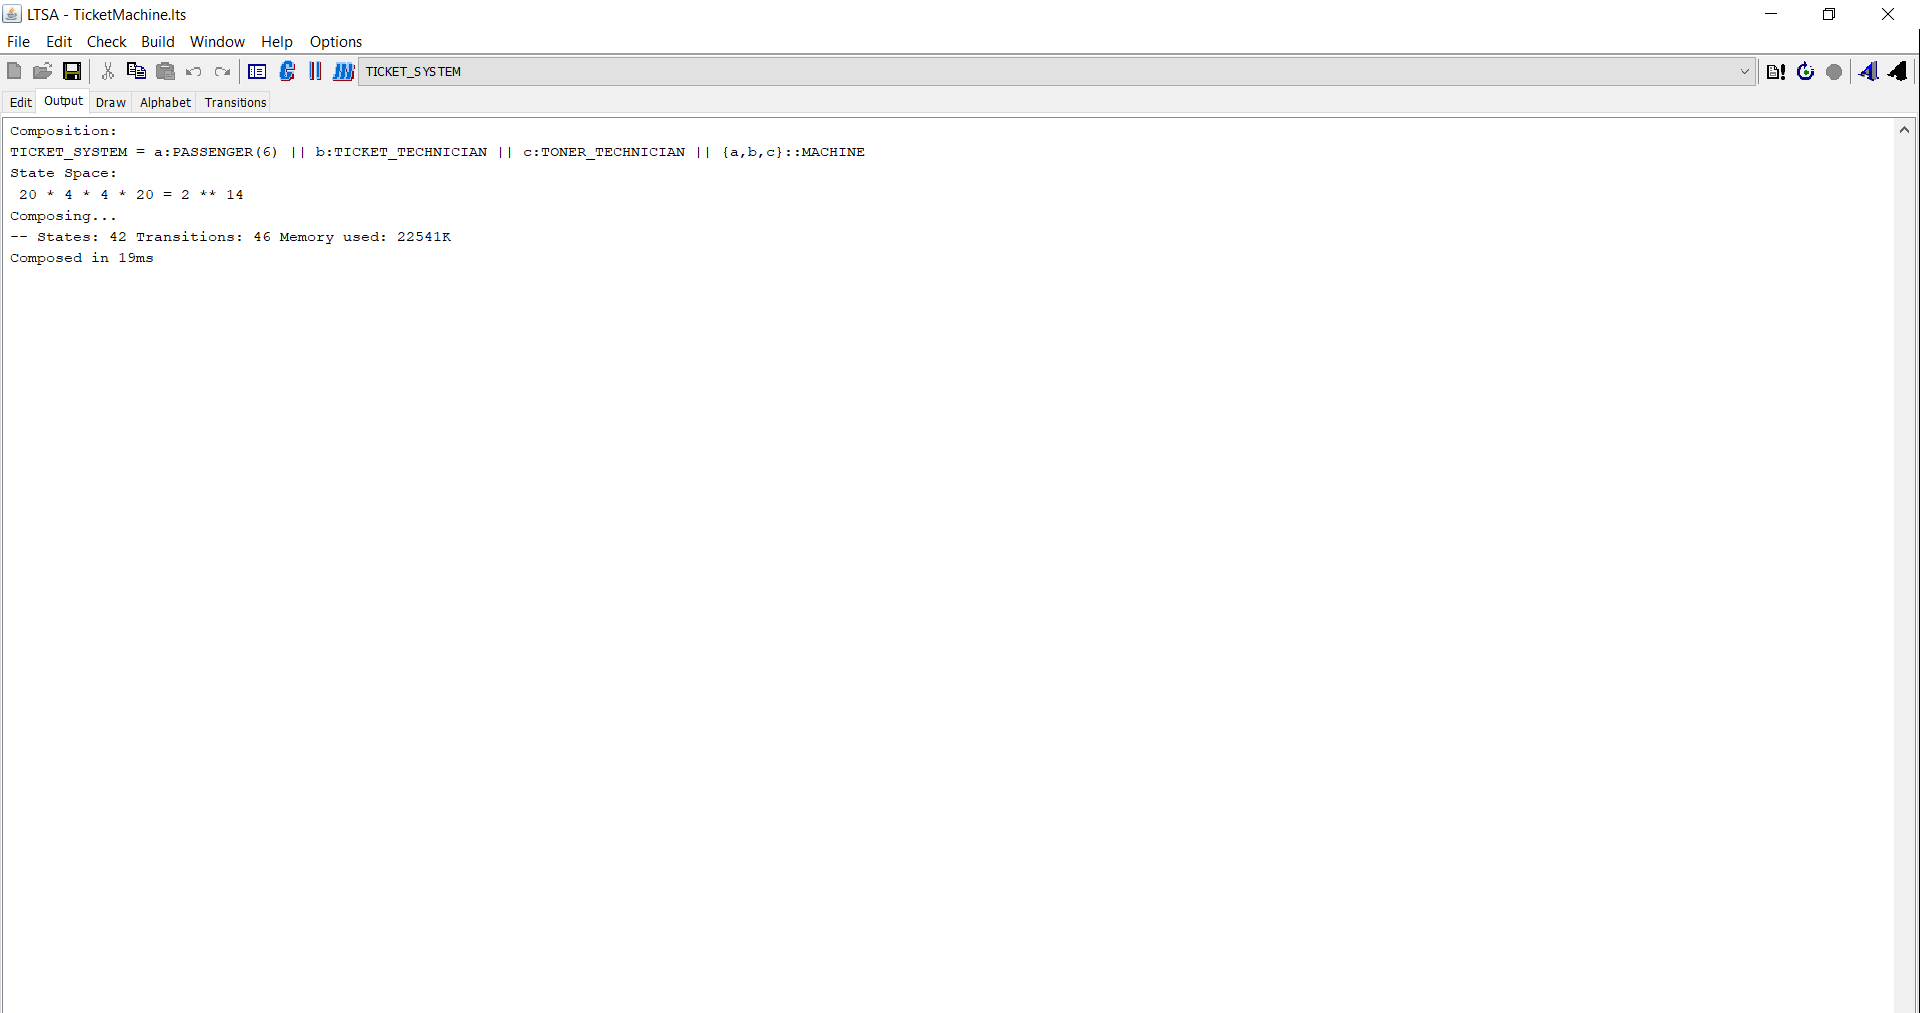 LTSA - TicketMachine.lts
File Edit Check Build Window Help Options
TICKET_SYSTEM
Edit Output Draw Alphabet Transitions
Composition:
TICKET_SYSTEM = a:PASSENGER(6) || b:TICKET_TECHNICIAN || c:TONER_TECHNICIAN || {a,b,c}::MACHINE
State Space:
20 * 4 * 4 * 20 = 2 ** 14
Composing...
-- States: 42 Transitions: 46 Memory used: 22541K
Composed in 19ms